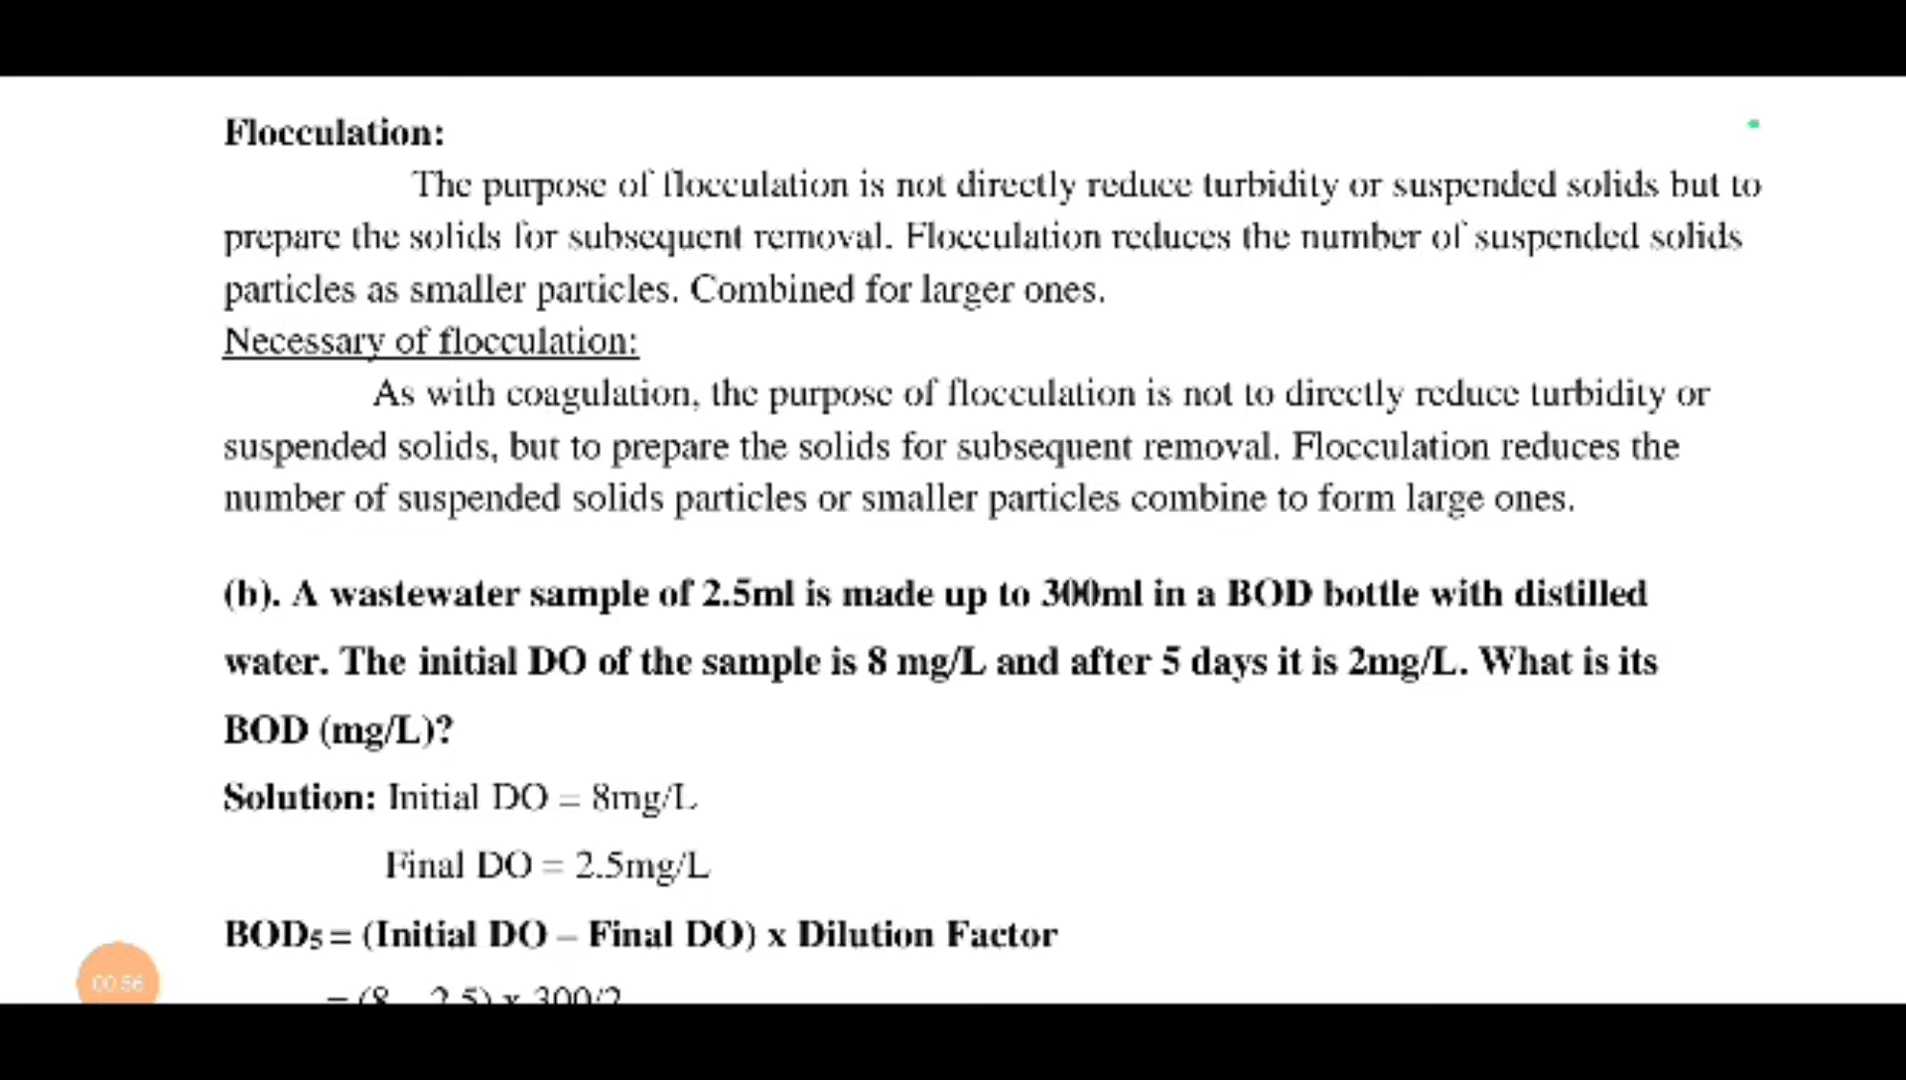 Flocculation:
The purpose of flocculation is not directly reduce turbidity or suspended solids but to
prepare the solids for subsequent removal. Flocculation reduces the number of suspended solids
particles as smaller particles. Combined for larger ones.
Necessary of flocculation:
As with coagulation, the purpose of flocculation is not to directly reduce turbidity or
suspended solids, but to prepare the solids for subsequent removal. Flocculation reduces the
number of suspended solids particles or smaller particles combine to form large ones.
(b). A wastewater sample of 2.5ml is made up to 300ml in a BOD bottle with distilled
water. The initial DO of the sample is 8 mg/L and after 5 days it is 2mg/L. What is its
BOD (mg/L)?
Solution: Initial DO = 8mg/L
Final DO = 2.5mg/L
BOD₅ = (Initial DO – Final DO) x Dilution Factor
00:56
= (8 – 2.5) x 300/2